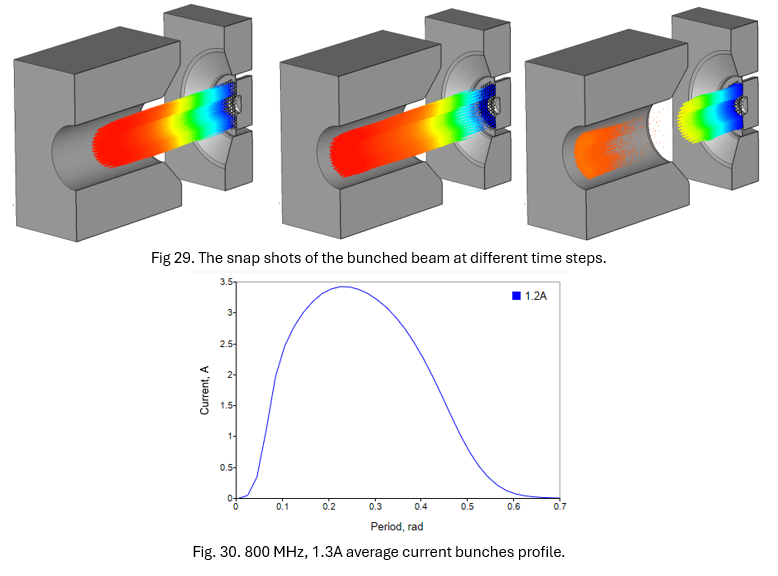 Fig 29. The snap shots of the bunched beam at different time steps.
3.5
3
2.5
2
1.5
1
0.5
0
Current, A
1.2A
0 0.1 0.2 0.3 0.4 0.5 0.6 0.7
Period, rad
Fig. 30. 800 MHz, 1.3A average current bunches profile.